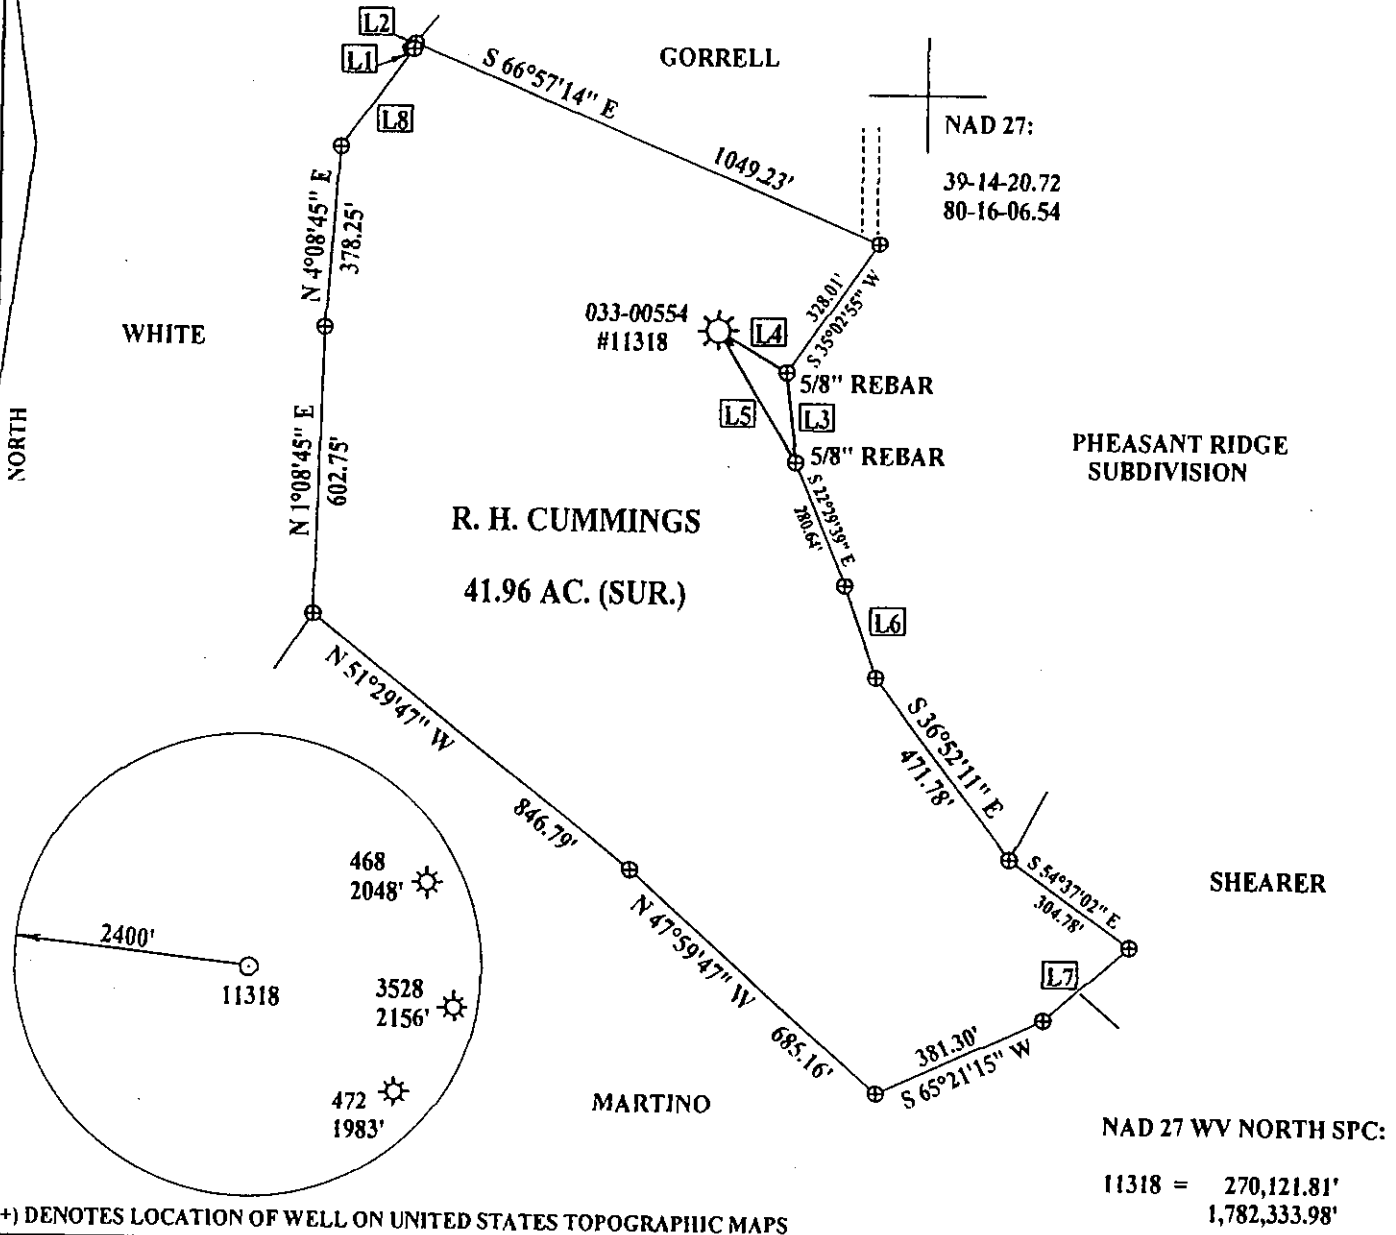 L2
L1
L8
GORRELL
S 66°57'14" E
1049.23'
NAD 27:
39-14-20.72
80-16-06.54
N 4°08'45" E
378.25'
WHITE
033-00554
#11318
L4
328.01'
S 35°02'55" W
5/8" REBAR
L5
L3
5/8" REBAR
NORTH
N 1°08'45" E
602.75'
PHEASANT RIDGE
SUBDIVISION
S 22°29'39" E
280.64'
R. H. CUMMINGS
41.96 AC. (SUR.)
L6
N 51°29'47" W
846.79'
S 36°52'11" E
471.78'
468
2048'
S 54°37'02" E
304.78'
SHEARER
2400'
11318
3528
2156'
N 47°59'47" W
685.16'
L7
381.30'
S 65°21'15" W
472
1983'
MARTINO
NAD 27 WV NORTH SPC:
11318 = 270,121.81'
1,782,333.98'
+) DENOTES LOCATION OF WELL ON UNITED STATES TOPOGRAPHIC MAPS